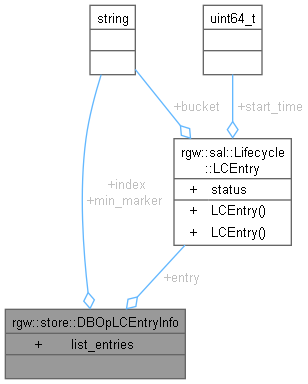 string
uint64_t
+bucket
+start_time
rgw::sal::Lifecycle
::LCEntry
+ status
+ LCEntry()
+ LCEntry()
+index
+min_marker
+entry
rgw::store::DBOpLCEntryInfo
+ list_entries